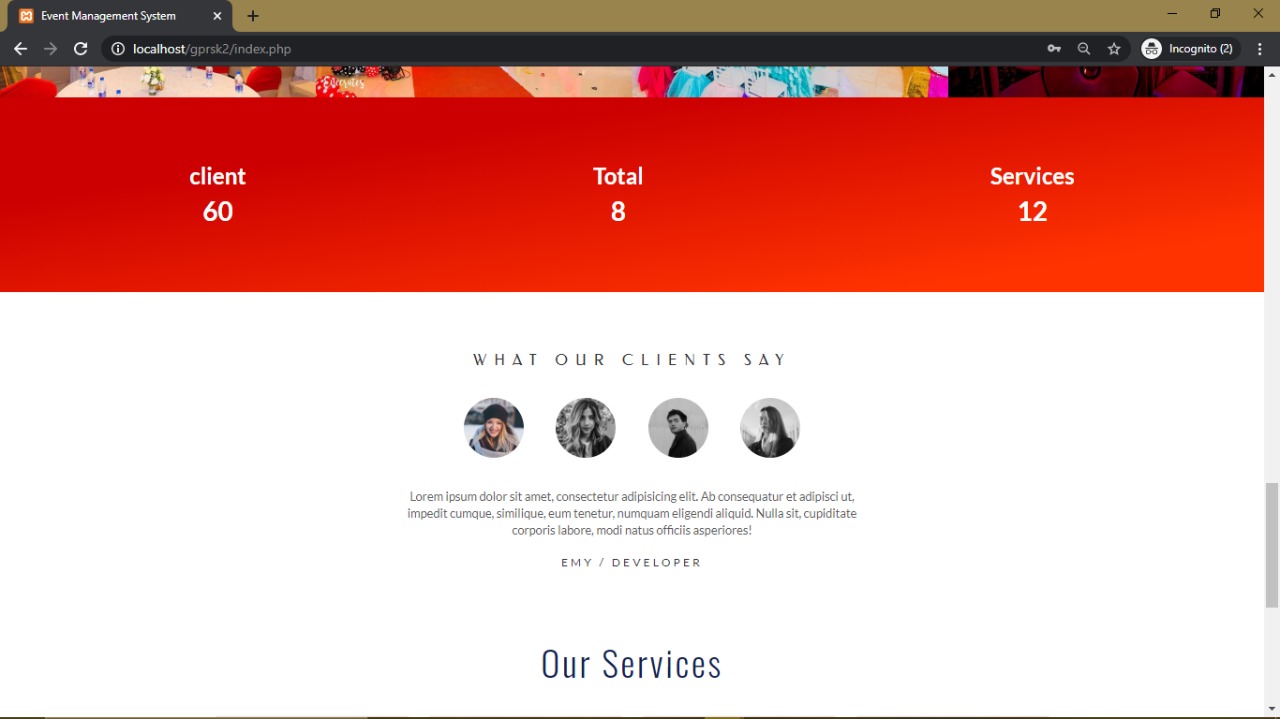 Event Management System
localhost/gprsk2/index.php
Incognito (2)
Celebrates
client
Total
Services
60
8
12
WHAT OUR CLIENTS SAY
Lorem ipsum dolor sit amet, consectetur adipisicing elit. Ab consequatur et adipisci ut,
impedit cumque, similique, eum tenetur, numquam eligendi aliquid. Nulla sit, cupiditate
corporis labore, modi natus officiis asperiores!
EMY / DEVELOPER
Our Services